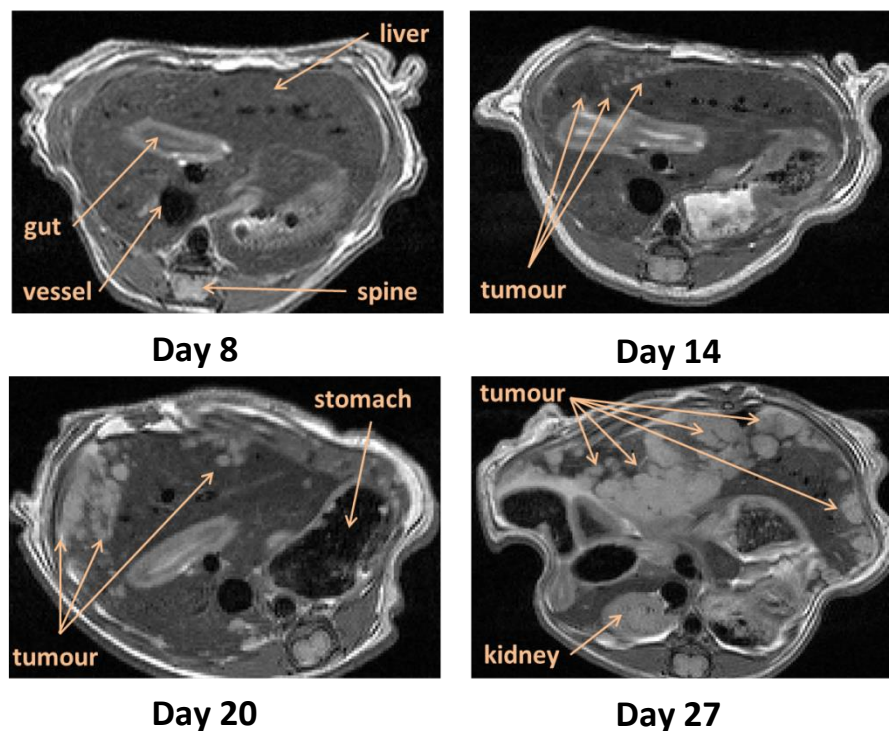 liver
gut
vessel
spine
Day 8
tumour
Day 14
stomach
tumour
Day 20
tumour
kidney
Day 27